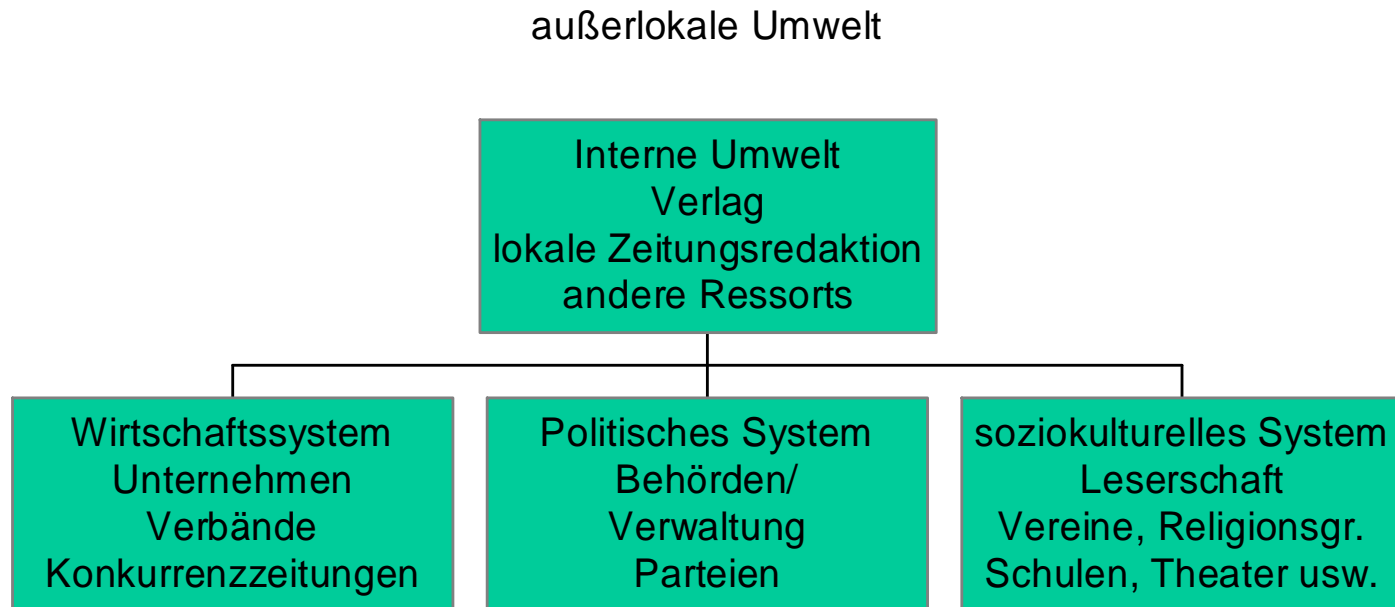 außerlokale Umwelt
Interne Umwelt
Verlag
lokale Zeitungsredaktion
andere Ressorts
Wirtschaftssystem
Unternehmen
Verbände
Konkurrenzzeitungen
Politisches System
Behörden/
Verwaltung
Parteien
soziokulturelles System
Leserschaft
Vereine, Religionsgr.
Schulen, Theater usw.